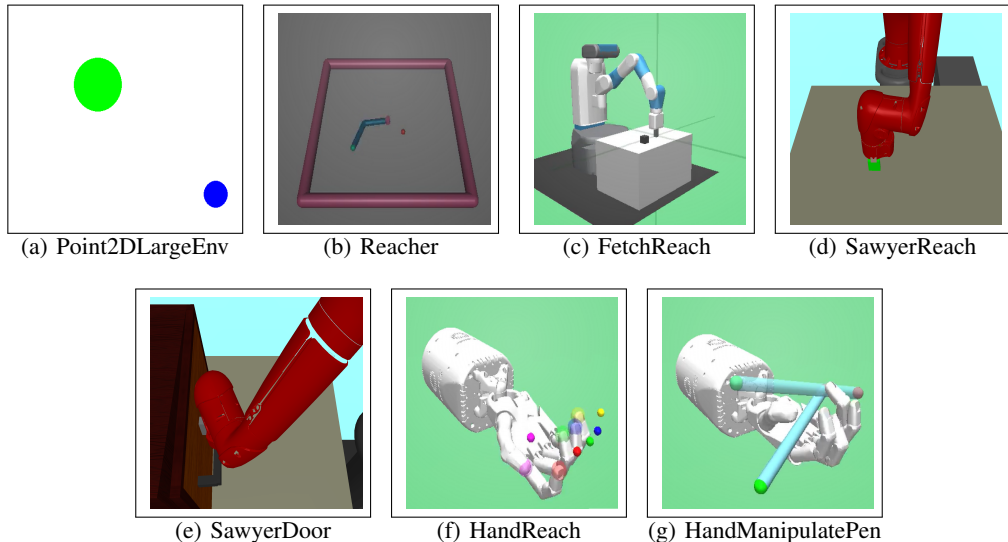 (a) Point2DLargeEnv
(b) Reacher
(c) FetchReach
(d) SawyerReach
(e) SawyerDoor
(f) HandReach
(g) HandManipulatePen